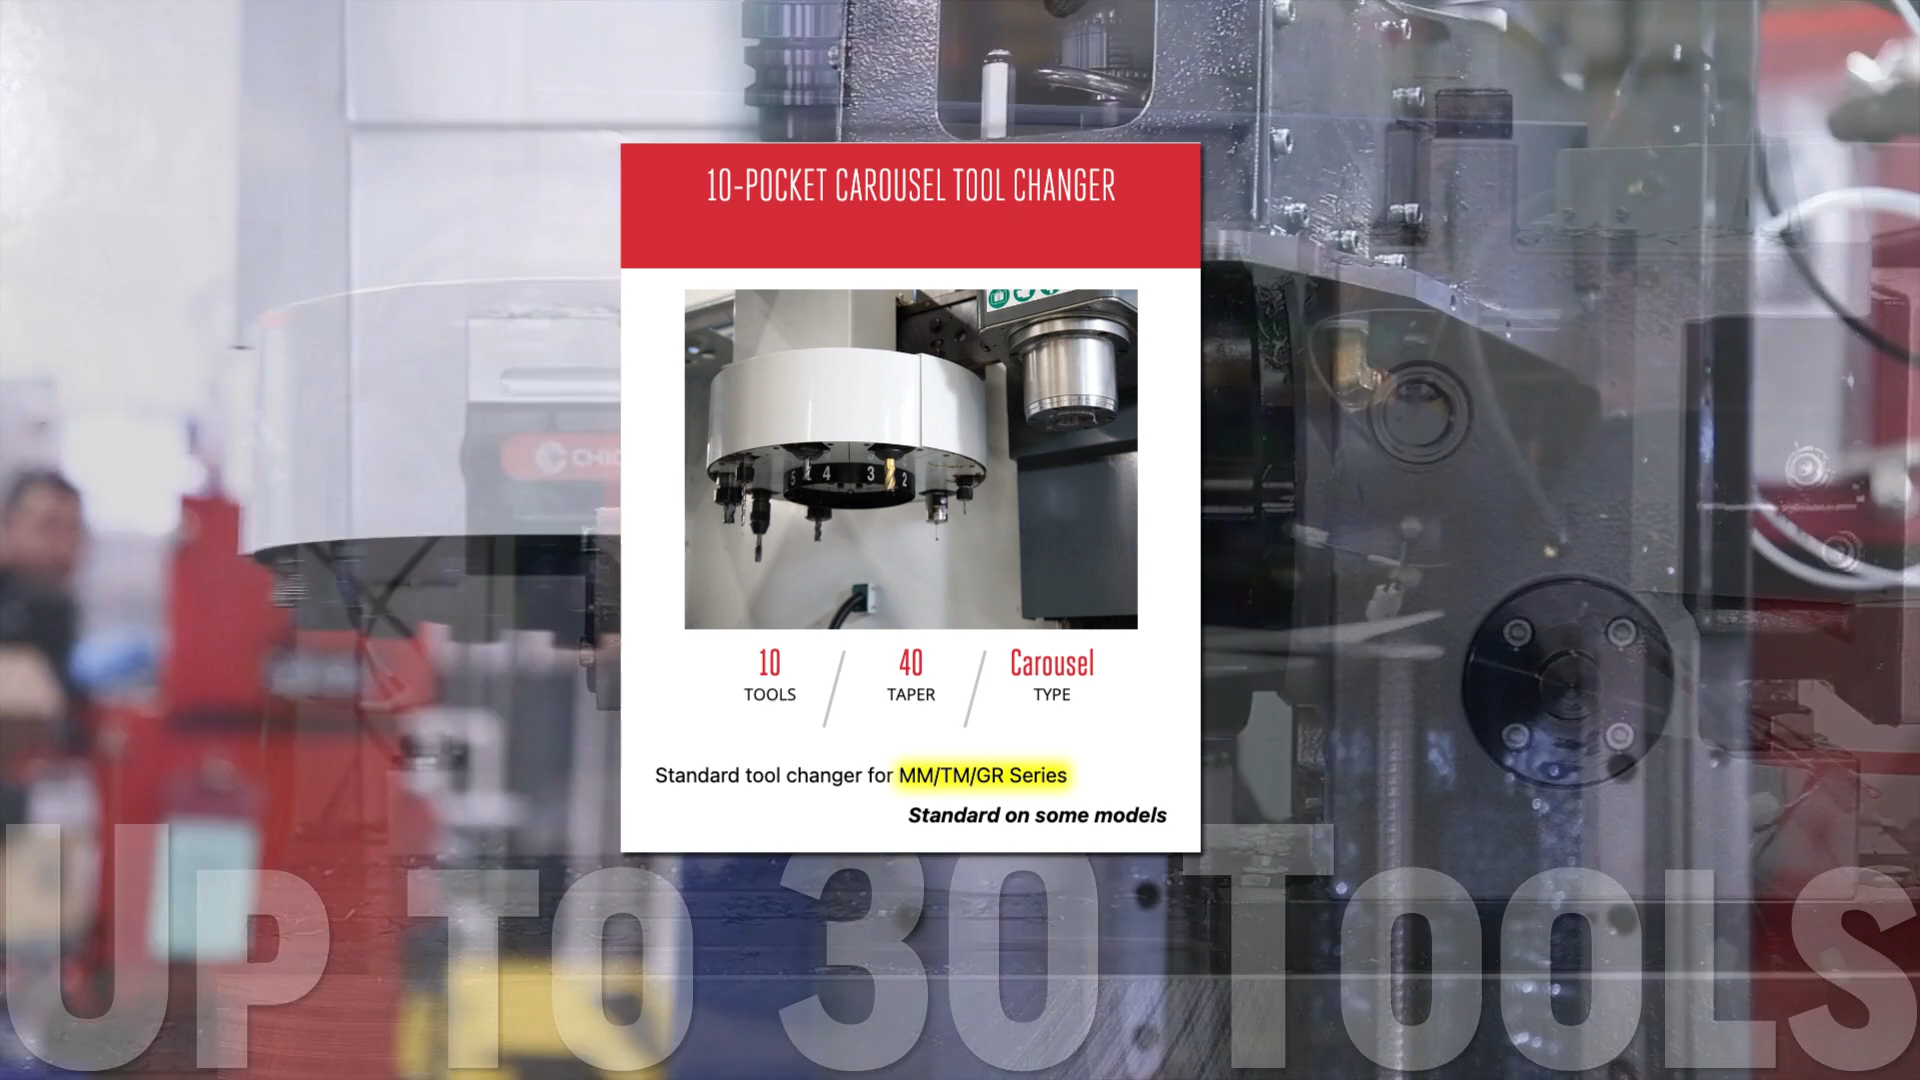 10-POCKET CAROUSEL TOOL CHANGER
5 4 3 2
10
TOOLS
40
TAPER
Carousel
TYPE
Standard tool changer for MM/TM/GR Series
Standard on some models
UP TO 30 TOOLS